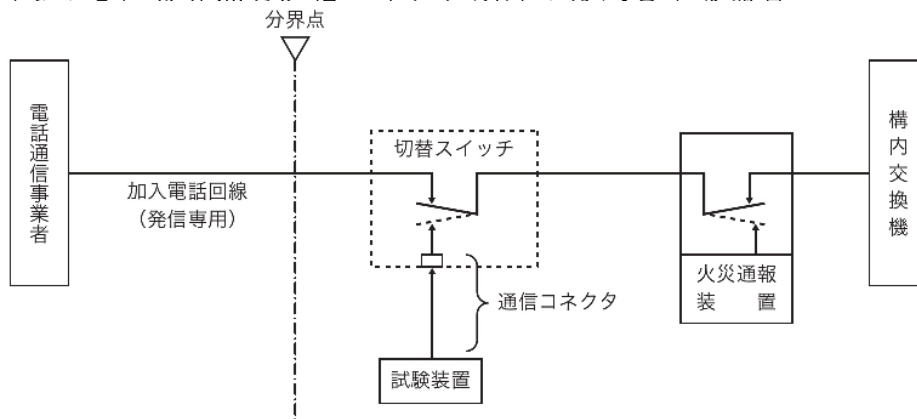 分界点
電話通信事業者
切替スイッチ
構内交換機
加入電話回線
（発信専用）
火災通報
装置
通信コネクタ
試験装置